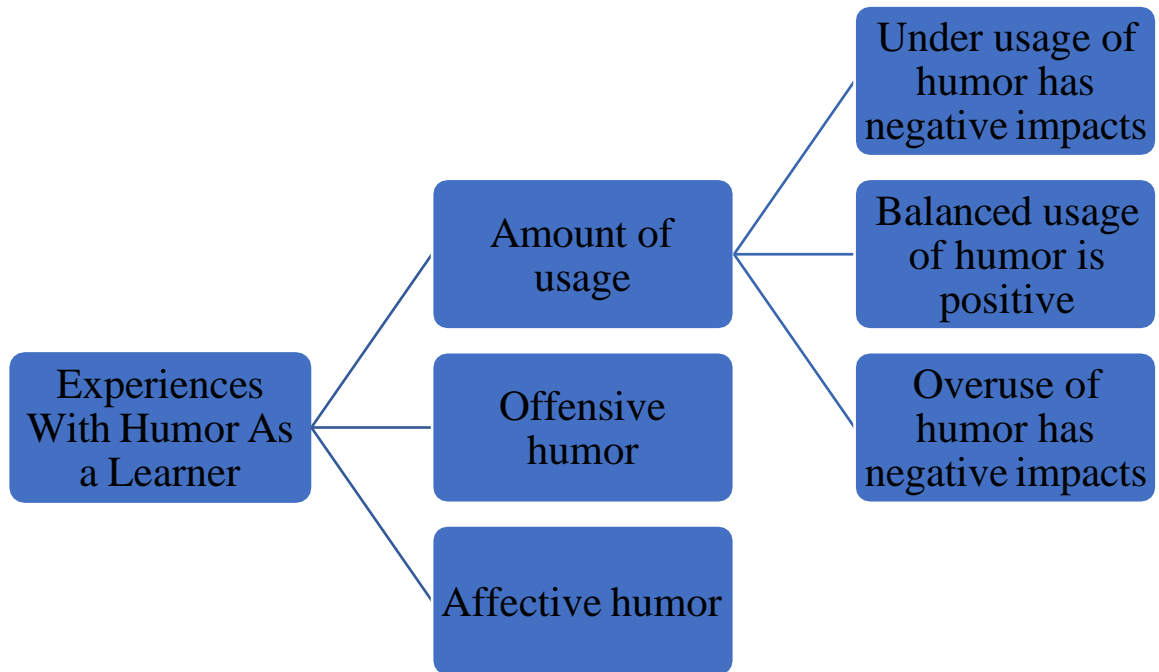 Experiences
With Humor As
a Learner
Amount of
usage
Under usage of
humor has
negative impacts
Balanced usage
of humor is
positive
Overuse of
humor has
negative impacts
Offensive
humor
Affective humor